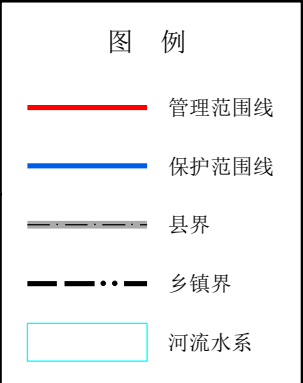 图 例
管理范围线
保护范围线
县界
乡镇界
河流水系